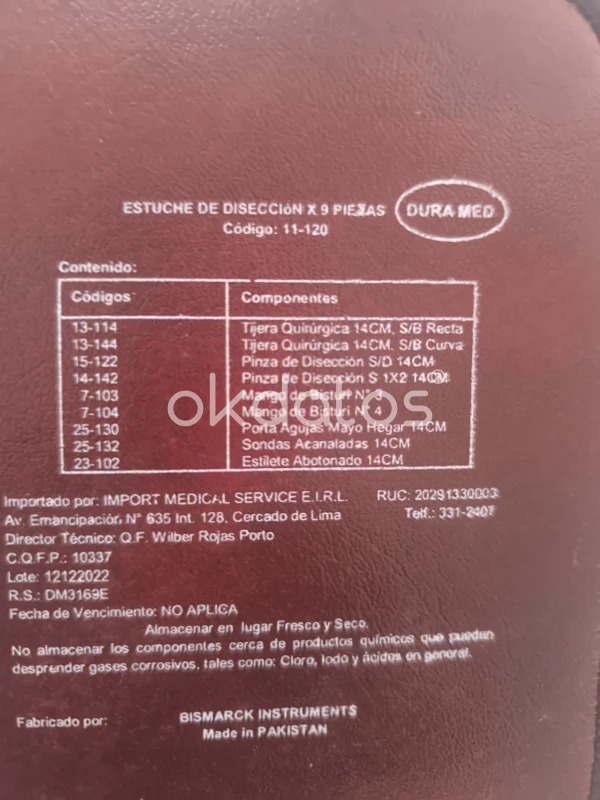 ESTUCHE DE DISECCIóN X 9 PIEZAS DURA MED
Código: 11-120
Contenido:
Códigos Componentes
13-114 Tijera Quirúrgica 14CM. S/B Recta
13-144 Tijera Quirúrgica 14CM. S/B Curva
15-122 Pinza de Disección S/D 14CM
14-142 Pinza de Disección S 1X2 14CM
7-103 Mango de Bisturi N° 3
7-104 Mango de Bisturi N° 4
25-130 Porta Agujas Mayo Hegar 14CM
25-132 Sondas Acanaladas 14CM
23-102 Estilete Abotonado 14CM
okdatos
Importado por: IMPORT MEDICAL SERVICE E.I.R.L. RUC: 20291330003
Av. Emancipación N° 635 Int. 128, Cercado de Lima Telf.: 331-2407
Director Técnico: Q.F. Wilber Rojas Porto
C.Q.F.P.: 10337
Lote: 12122022
R.S.: DM3169E
Fecha de Vencimiento: NO APLICA
Almacenar en lugar Fresco y Seco.
No almacenar los componentes cerca de productos químicos que puedan
desprender gases corrosivos, tales como: Cloro, Iodo y ácidos en general.
Fabricado por: BISMARCK INSTRUMENTS
Made in PAKISTAN